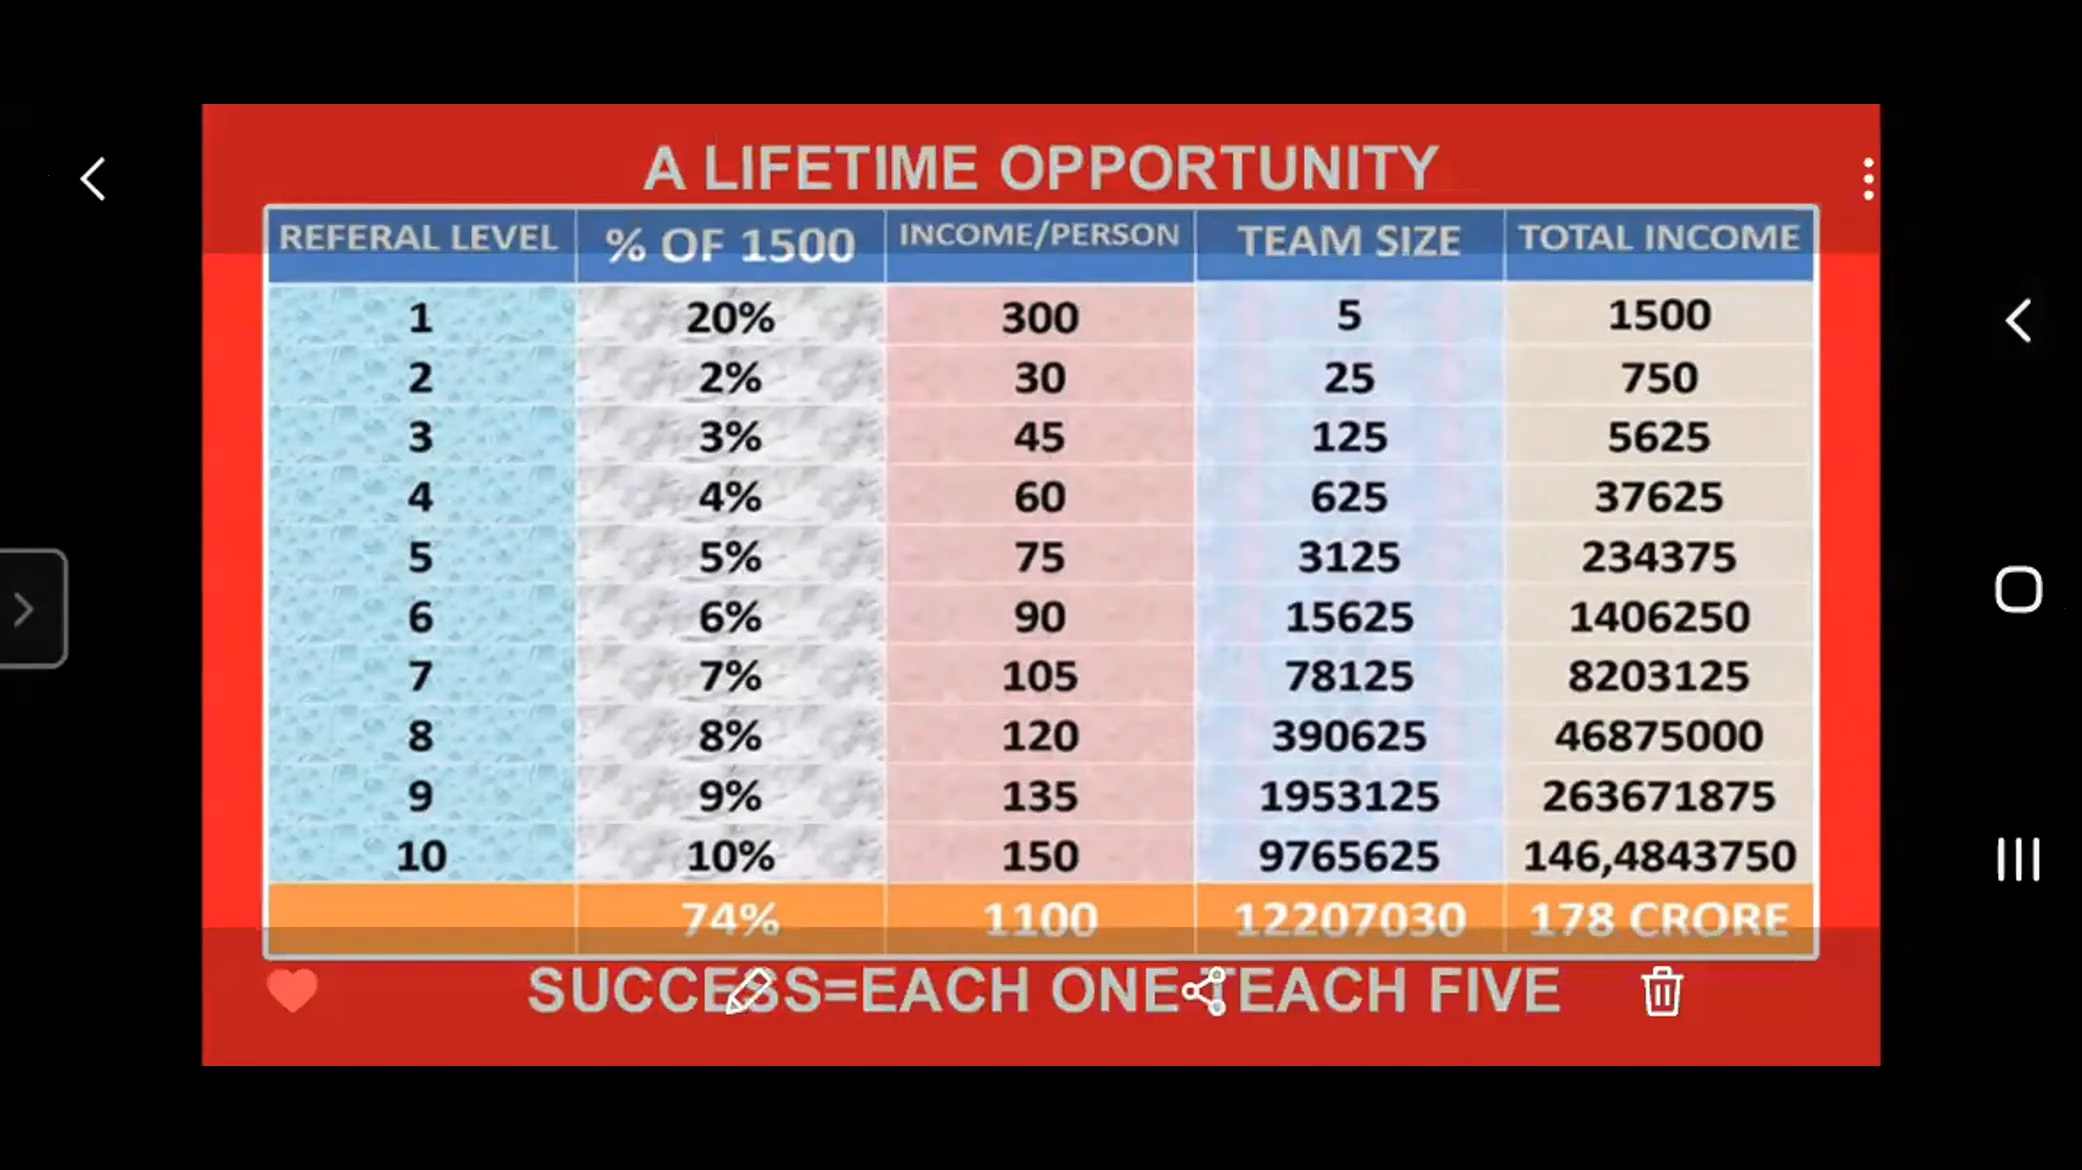 A LIFETIME OPPORTUNITY
REFERAL LEVEL % OF 1500 INCOME/PERSON TEAM SIZE TOTAL INCOME
1 20% 300 5 1500
2 2% 30 25 750
3 3% 45 125 5625
4 4% 60 625 37625
5 5% 75 3125 234375
6 6% 90 15625 1406250
7 7% 105 78125 8203125
8 8% 120 390625 46875000
9 9% 135 1953125 263671875
10 10% 150 9765625 146,4843750
74% 1100 12207030 178 CRORE
SUCCESS=EACH ONE TEACH FIVE